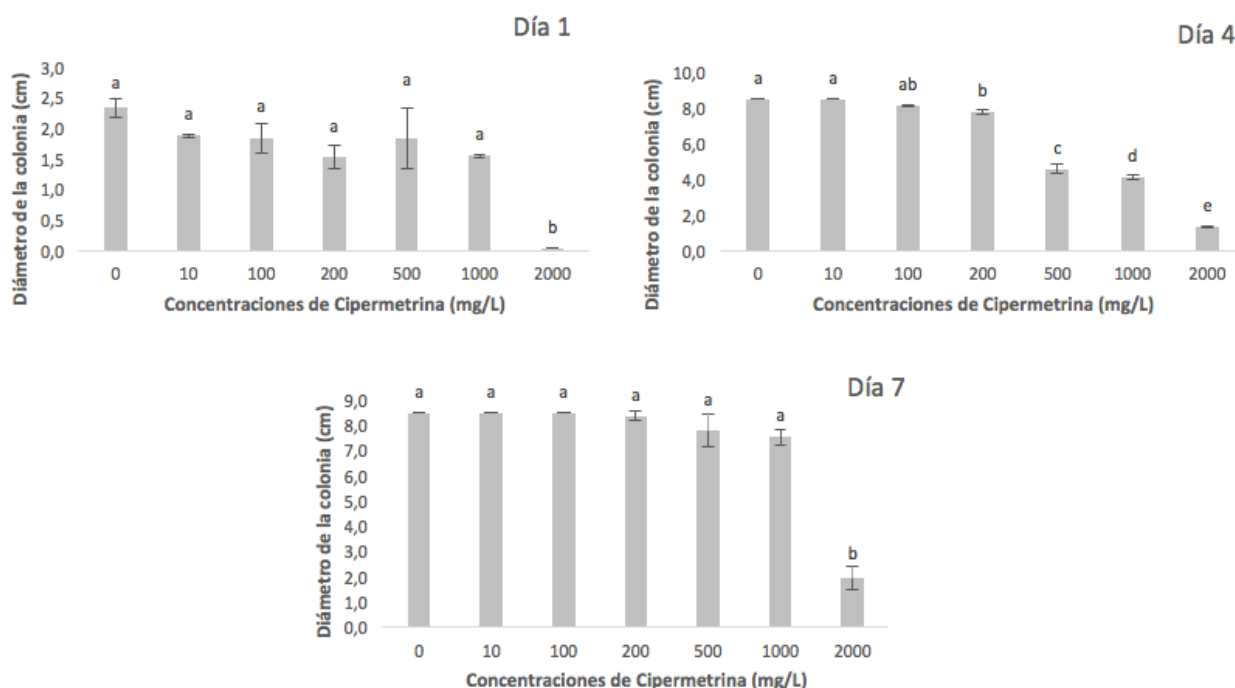 Día 1
Diámetro de la colonia (cm)
3,0
2,5
2,0
1,5
1,0
0,5
0,0
a a a a a a b
0 10 100 200 500 1000 2000
Concentraciones de Cipermetrina (mg/L)
Día 4
Diámetro de la colonia (cm)
10,0
8,0
6,0
4,0
2,0
0,0
a a ab b c d e
0 10 100 200 500 1000 2000
Concentraciones de Cipermetrina (mg/L)
Día 7
Diámetro de la colonia (cm)
9,0
8,0
7,0
6,0
5,0
4,0
3,0
2,0
1,0
0,0
a a a a a a b
0 10 100 200 500 1000 2000
Concentraciones de Cipermetrina (mg/L)